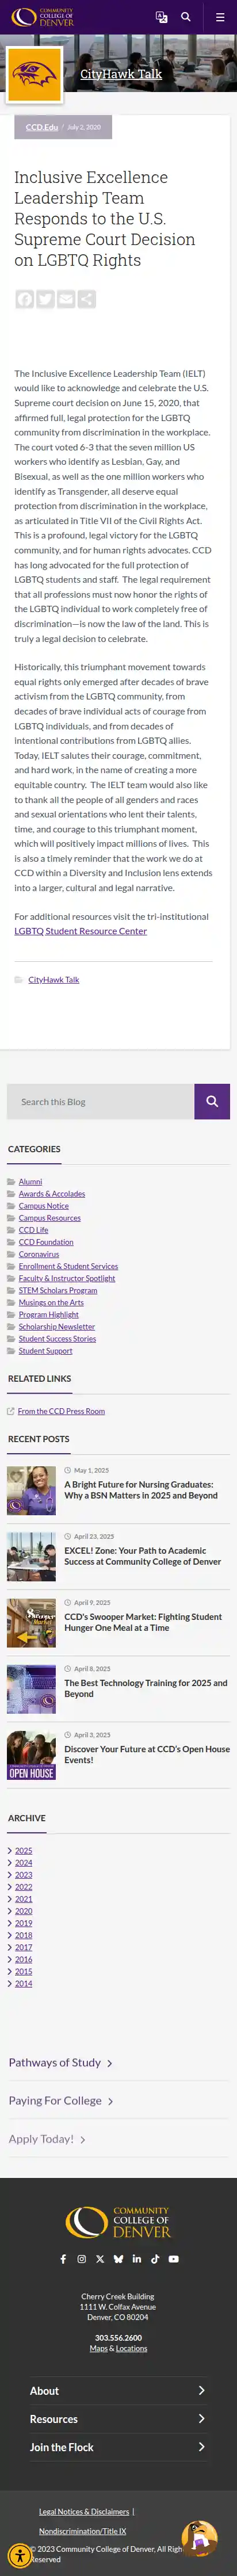 COMMUNITY
COLLEGE OF
DENVER
CityHawk Talk
CCD.Edu / July 2, 2020
Inclusive Excellence
Leadership Team
Responds to the U.S.
Supreme Court Decision
on LGBTQ Rights
The Inclusive Excellence Leadership Team (IELT)
would like to acknowledge and celebrate the U.S.
Supreme court decision on June 15, 2020, that
affirmed full, legal protection for the LGBTQ
community from discrimination in the workplace.
The court voted 6-3 that the seven million US
workers who identify as Lesbian, Gay, and
Bisexual, as well as the one million workers who
identify as Transgender, all deserve equal
protection from discrimination in the workplace,
as articulated in Title VII of the Civil Rights Act.
This is a profound, legal victory for the LGBTQ
community, and for human rights advocates. CCD
has long advocated for the full protection of
LGBTQ students and staff.  The legal requirement
that all professions must now honor the rights of
the LGBTQ individual to work completely free of
discrimination—is now the law of the land. This is
truly a legal decision to celebrate.
Historically, this triumphant movement towards
equal rights only emerged after decades of brave
activism from the LGBTQ community, from
decades of individual acts of courage from
LGBTQ individuals, and from decades of
intentional contributions from LGBTQ allies.
Today, IELT salutes their courage, commitment,
and hard work, in the name of creating a more
equitable country.  The IELT team would also like
to thank all the people of all genders and races
and sexual orientations who contributed their
labor, their intelligence, their tenacity, and their
time, to and during this triumphant moment,
which will positively impact millions of lives.  This
is also a timely reminder that the work we do at
CCD within a Diversity and Inclusion lens extends
into a larger, cultural and legal narrative.
For additional resources visit the tri-institutional
LGBTQ Student Resource Center
CityHawk Talk
Search this Blog
CATEGORIES
Alumni
Awards & Accolades
Campus Notice
Campus Resources
CCD Life
CCD Foundation
Coronavirus
Enrollment & Student Services
Faculty & Instructor Spotlight
STEM Scholars Program
Musings on the Arts
Program Highlight
Scholarship Newsletter
Student Success Stories
Student Support
RELATED LINKS
From the CCD Press Room
RECENT POSTS
May 1, 2025
A Bright Future for Nursing Graduates:
Why a BSN Matters in 2025 and Beyond
April 23, 2025
EXCEL! Zone: Your Path to Academic
Success at Community College of Denver
April 9, 2025
CCD's Swooper Market: Fighting Student
Hunger One Meal at a Time
April 8, 2025
The Best Technology Training for 2025 and
Beyond
April 3, 2025
Discover Your Future at CCD's Open House
Events!
OPEN HOUSE
ARCHIVE
2025
2024
2023
2022
2021
2020
2019
2018
2017
2016
2015
2014
Pathways of Study
Paying For College
Apply Today!
COMMUNITY
COLLEGE OF
DENVER
Cherry Creek Building
1111 W. Colfax Avenue
Denver, CO 80204
303.556.2600
Maps & Locations
About
Resources
Join the Flock
Legal Notices & Disclaimers |
Nondiscrimination/Title IX
© 2023 Community College of Denver, All
Reserved